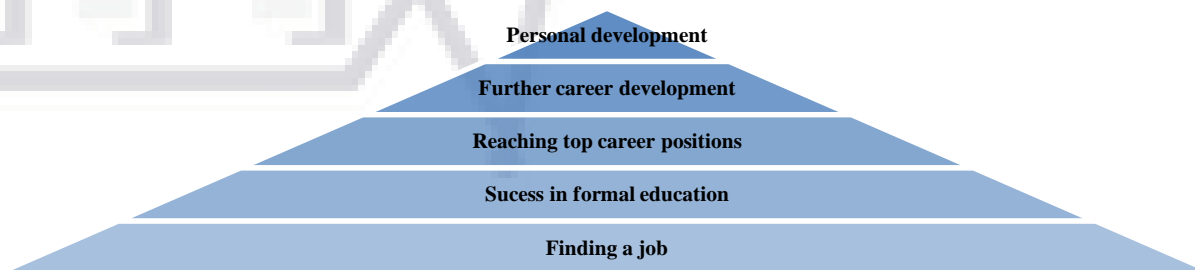 Personal development
Further career development
Reaching top career positions
Sucess in formal education
Finding a job